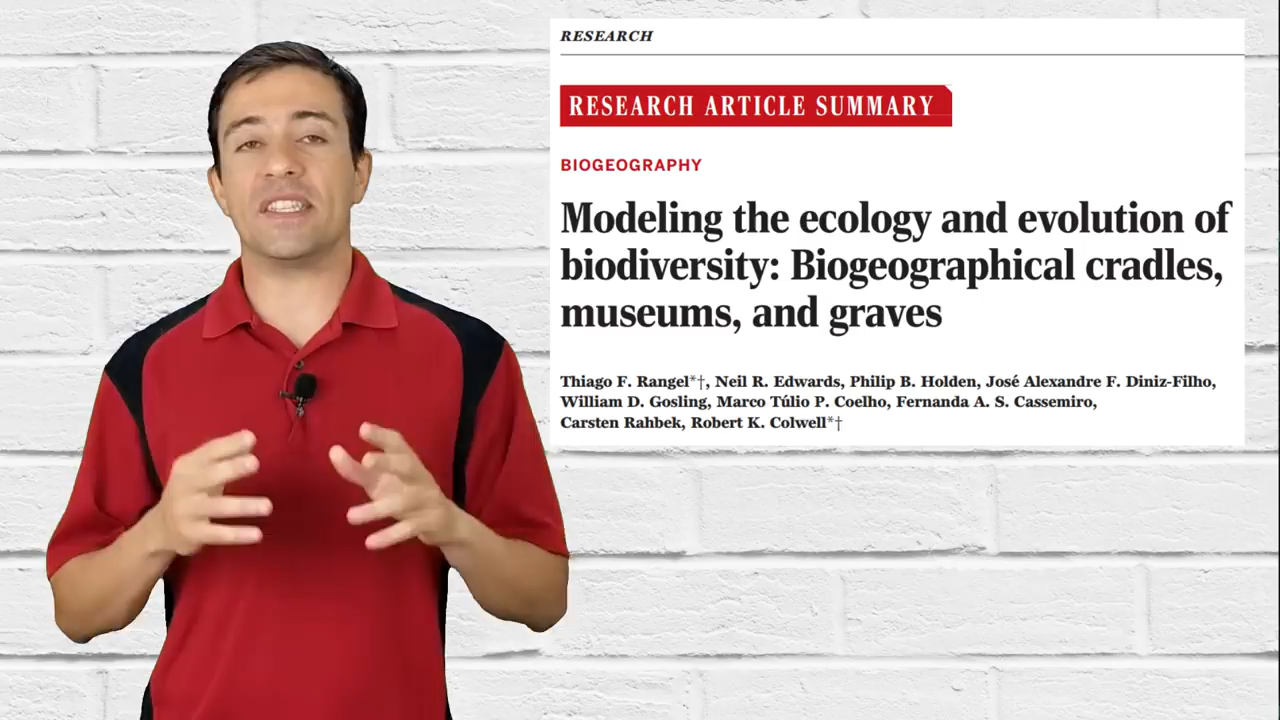 RESEARCH
RESEARCH ARTICLE SUMMARY
BIOGEOGRAPHY
Modeling the ecology and evolution of
biodiversity: Biogeographical cradles,
museums, and graves
Thiago F. Rangel*†, Neil R. Edwards, Philip B. Holden, José Alexandre F. Diniz-Filho,
William D. Gosling, Marco Túlio P. Coelho, Fernanda A. S. Cassemiro,
Carsten Rahbek, Robert K. Colwell*†